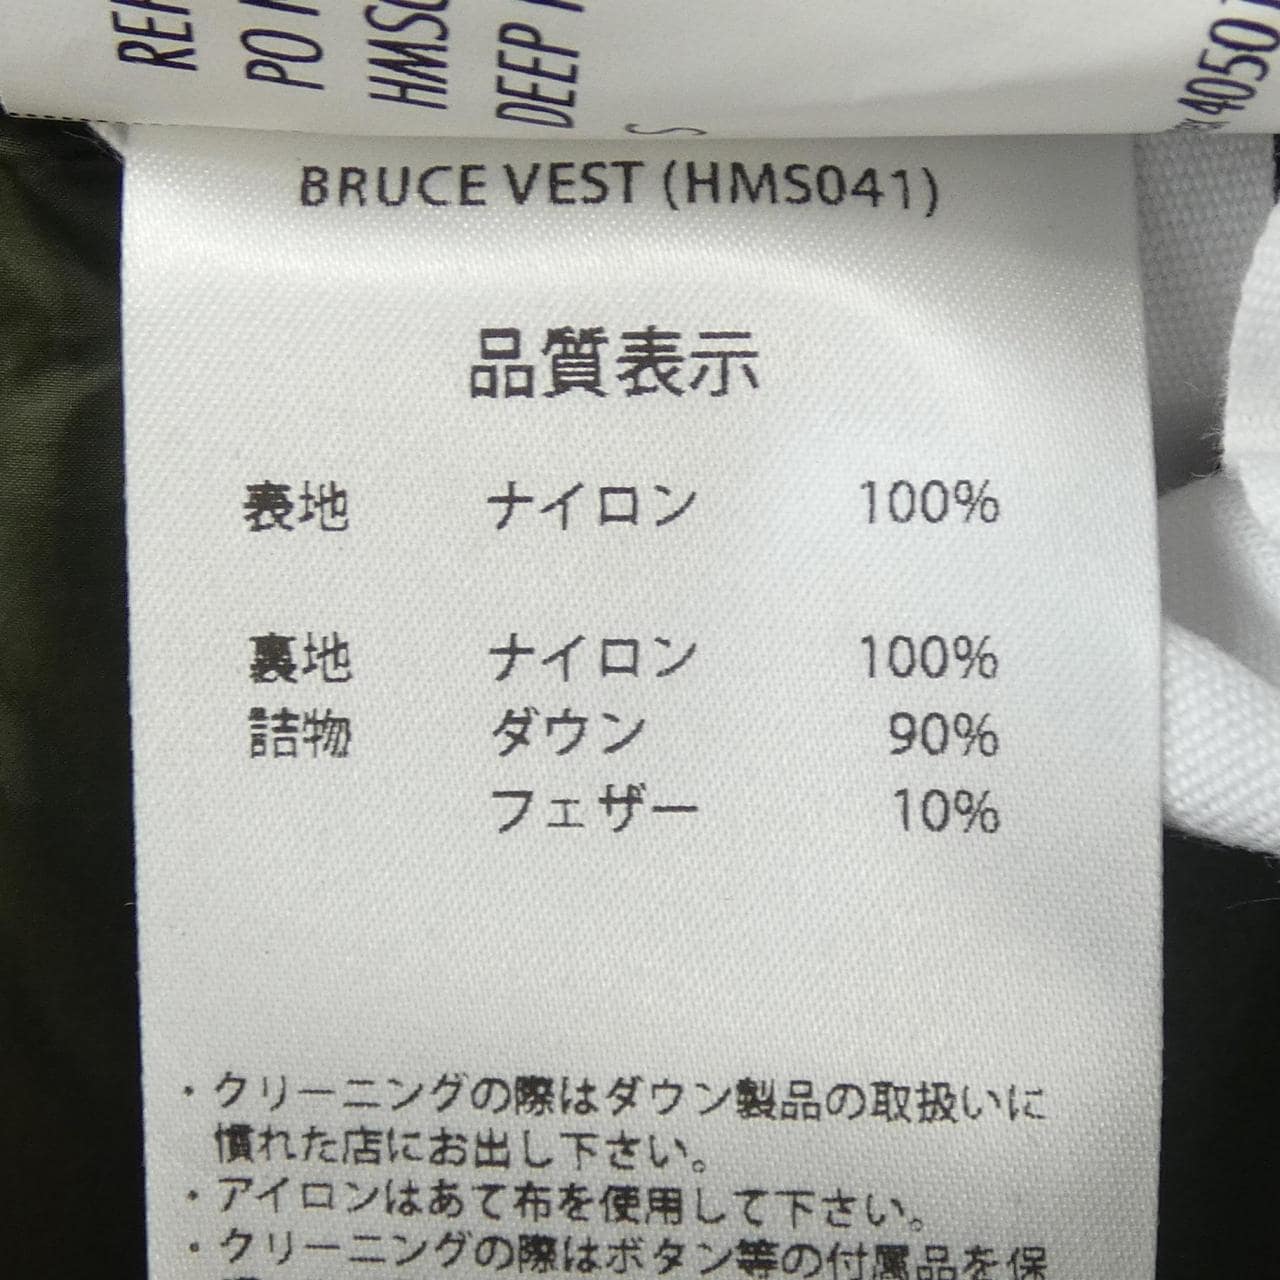 PO
DEEP
4050
BRUCE VEST (HMS041)
品質表示
表地 ナイロン 100%
裏地 ナイロン 100%
詰物 ダウン 90%
フェザー 10%
・クリーニングの際はダウン製品の取扱いに
慣れた店にお出し下さい。
・アイロンはあて布を使用して下さい。
・クリーニングの際はボタン等の付属品を保